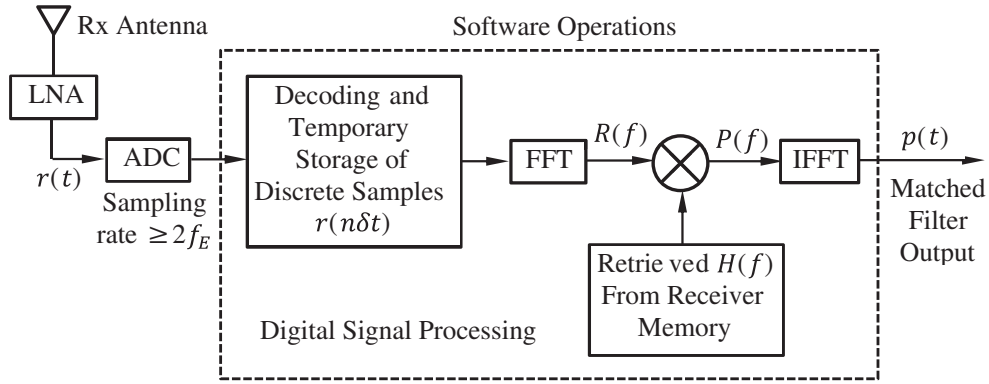 Rx Antenna
Software Operations
LNA
r(t)
ADC
Sampling
rate ≥2f_E
Decoding and
Temporary
Storage of
Discrete Samples
r(nδt)
FFT
R(f)
P(f)
IFFT
p(t)
Matched
Filter
Output
Retrie ved H(f)
From Receiver
Memory
Digital Signal Processing